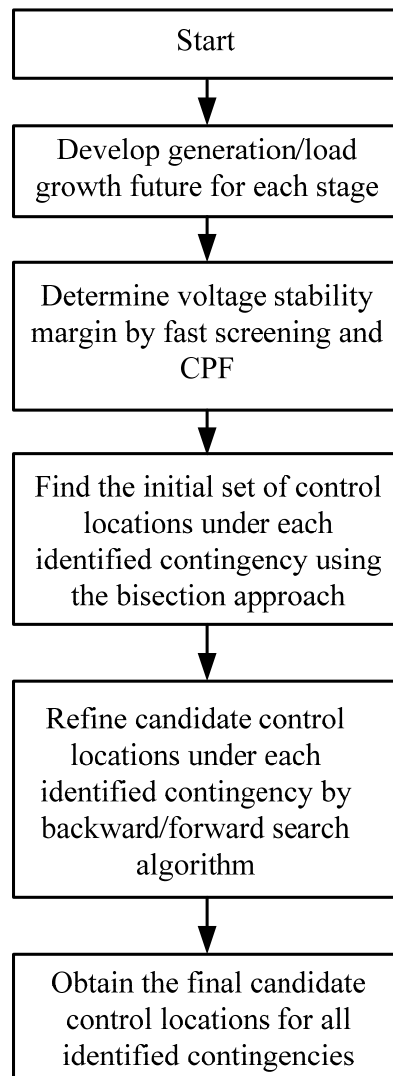 Start
Develop generation/load
growth future for each stage
Determine voltage stability
margin by fast screening and
CPF
Find the initial set of control
locations under each
identified contingency using
the bisection approach
Refine candidate control
locations under each
identified contingency by
backward/forward search
algorithm
Obtain the final candidate
control locations for all
identified contingencies